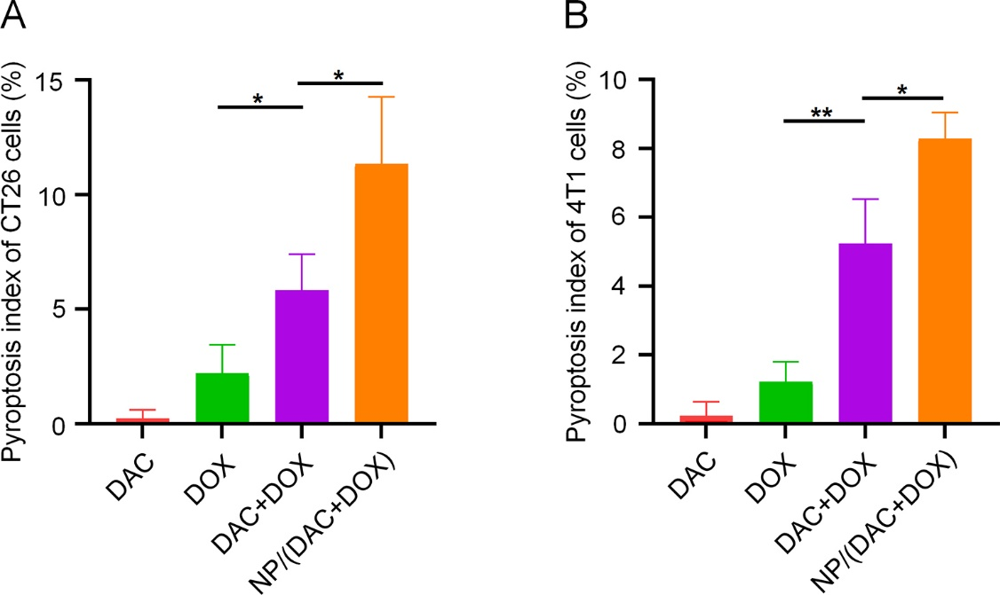 A
Pyroptosis index of CT26 cells (%)
15
10
5
0
*
*
DAC
DOX
DAC+DOX
NP/(DAC+DOX)
B
Pyroptosis index of 4T1 cells (%)
10
8
6
4
2
0
**
*
DAC
DOX
DAC+DOX
NP/(DAC+DOX)